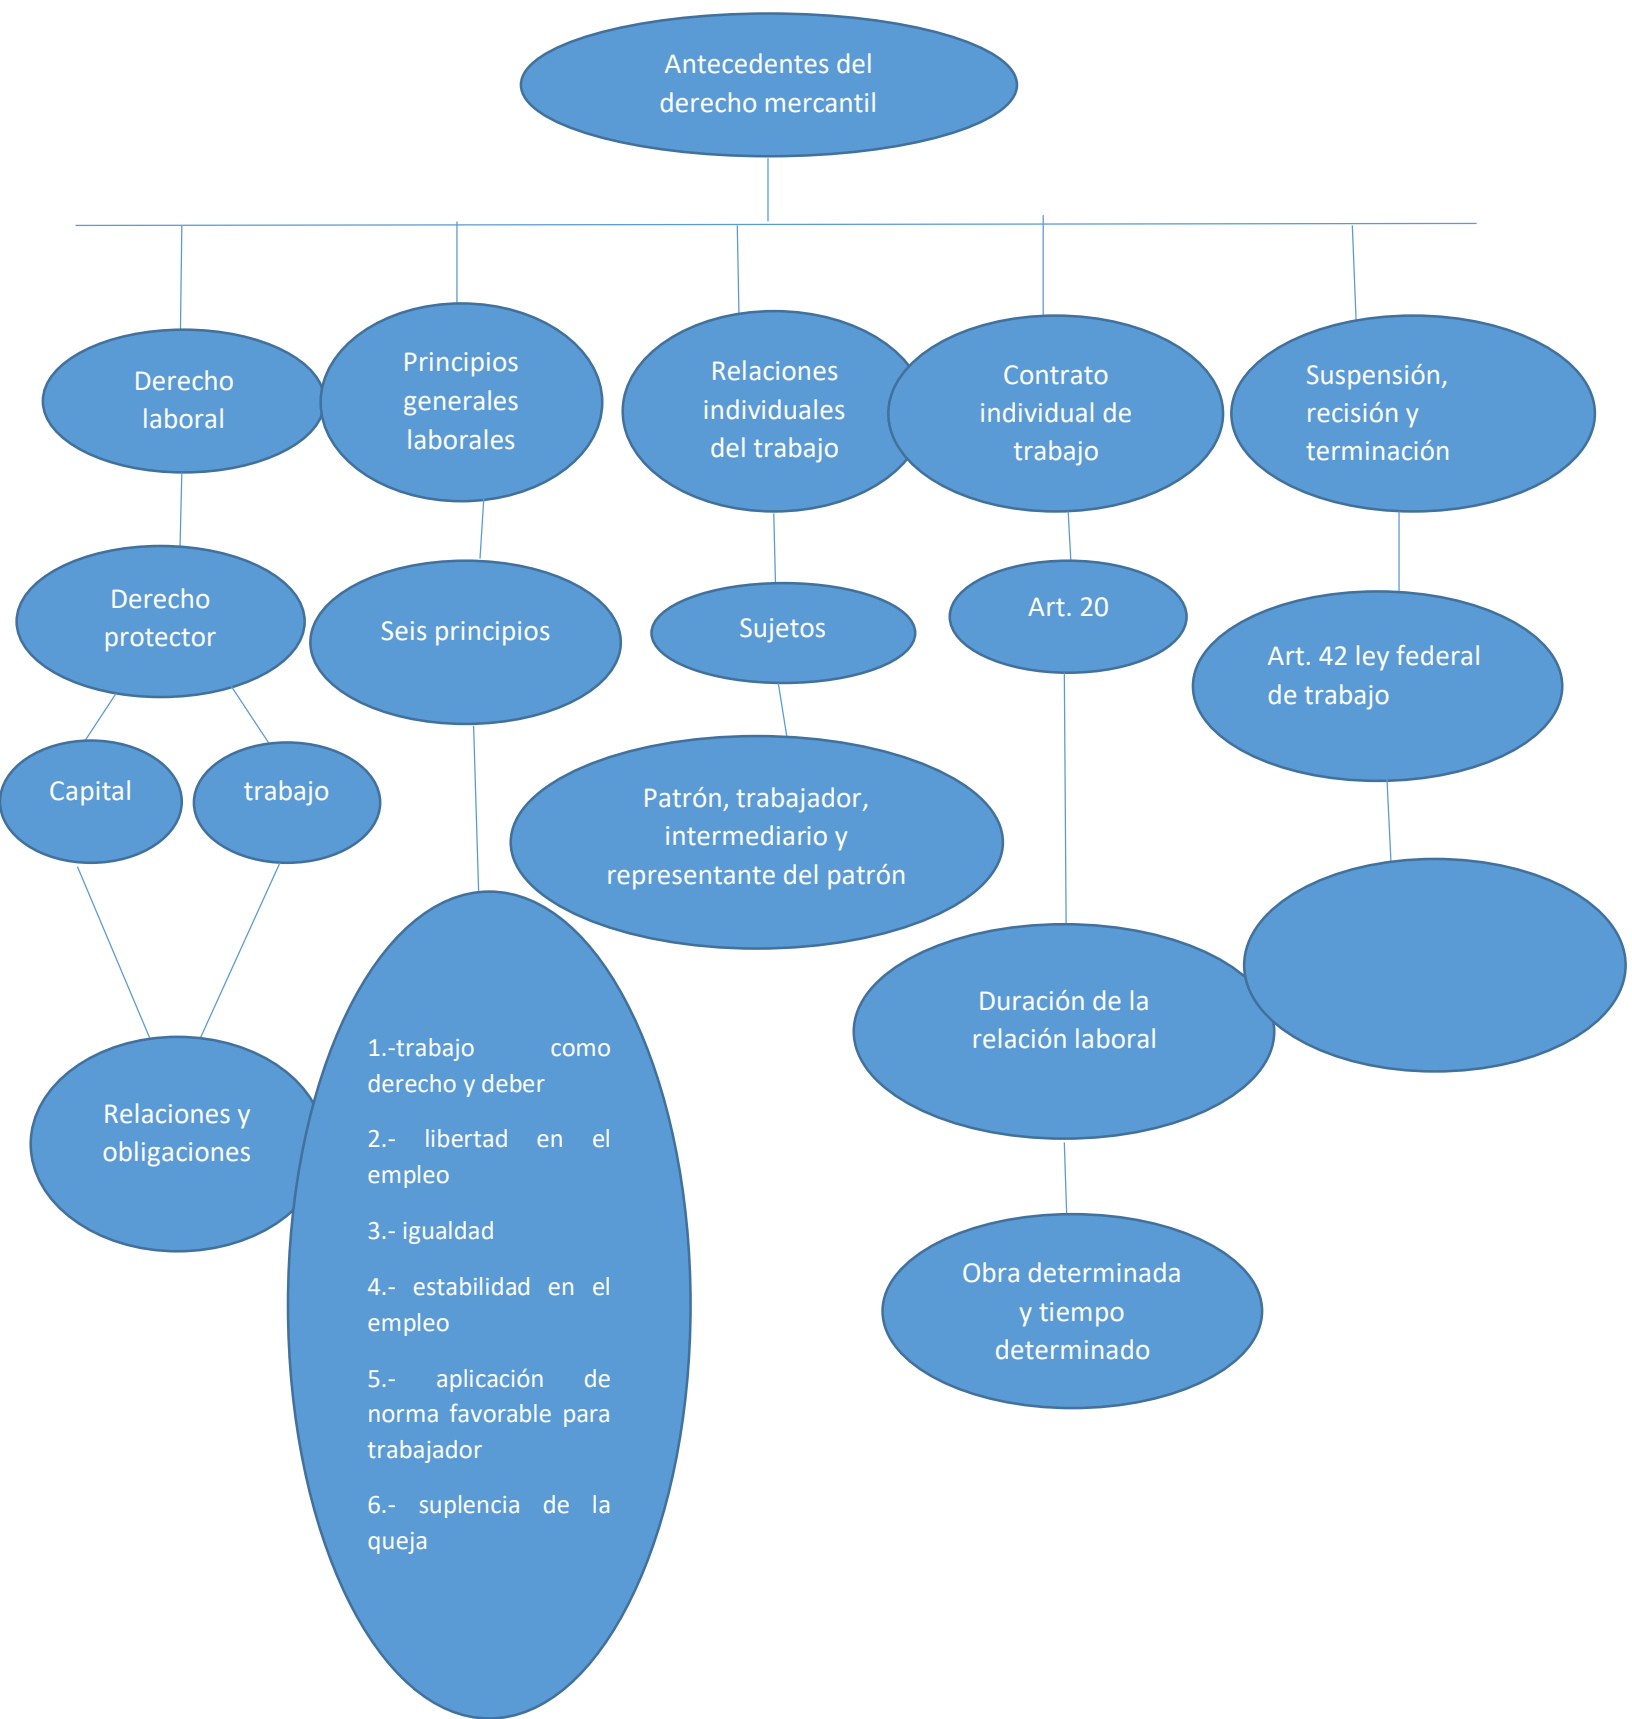 Antecedentes del
derecho mercantil
Derecho
laboral
Principios
generales
laborales
Relaciones
individuales
del trabajo
Contrato
individual de
trabajo
Suspensión,
recisión y
terminación
Derecho
protector
Seis principios
Sujetos
Art. 20
Art. 42 ley federal
de trabajo
Capital
trabajo
Patrón, trabajador,
intermediario y
representante del patrón
Relaciones y
obligaciones
1.-trabajo como
derecho y deber
2.- libertad en el
empleo
3.- igualdad
4.- estabilidad en el
empleo
5.- aplicación de
norma favorable para
trabajador
6.- suplencia de la
queja
Duración de la
relación laboral
Obra determinada
y tiempo
determinado